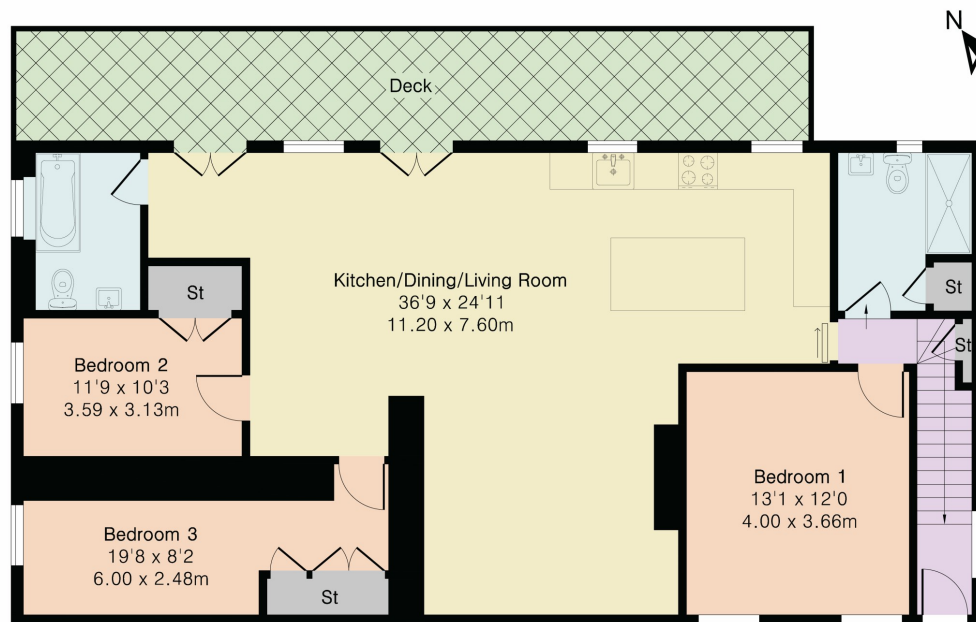 N
Deck
Kitchen/Dining/Living Room
36'9 x 24'11
11.20 x 7.60m
St
St
St
Bedroom 2
11'9 x 10'3
3.59 x 3.13m
Bedroom 1
13'1 x 12'0
4.00 x 3.66m
Bedroom 3
19'8 x 8'2
6.00 x 2.48m
St